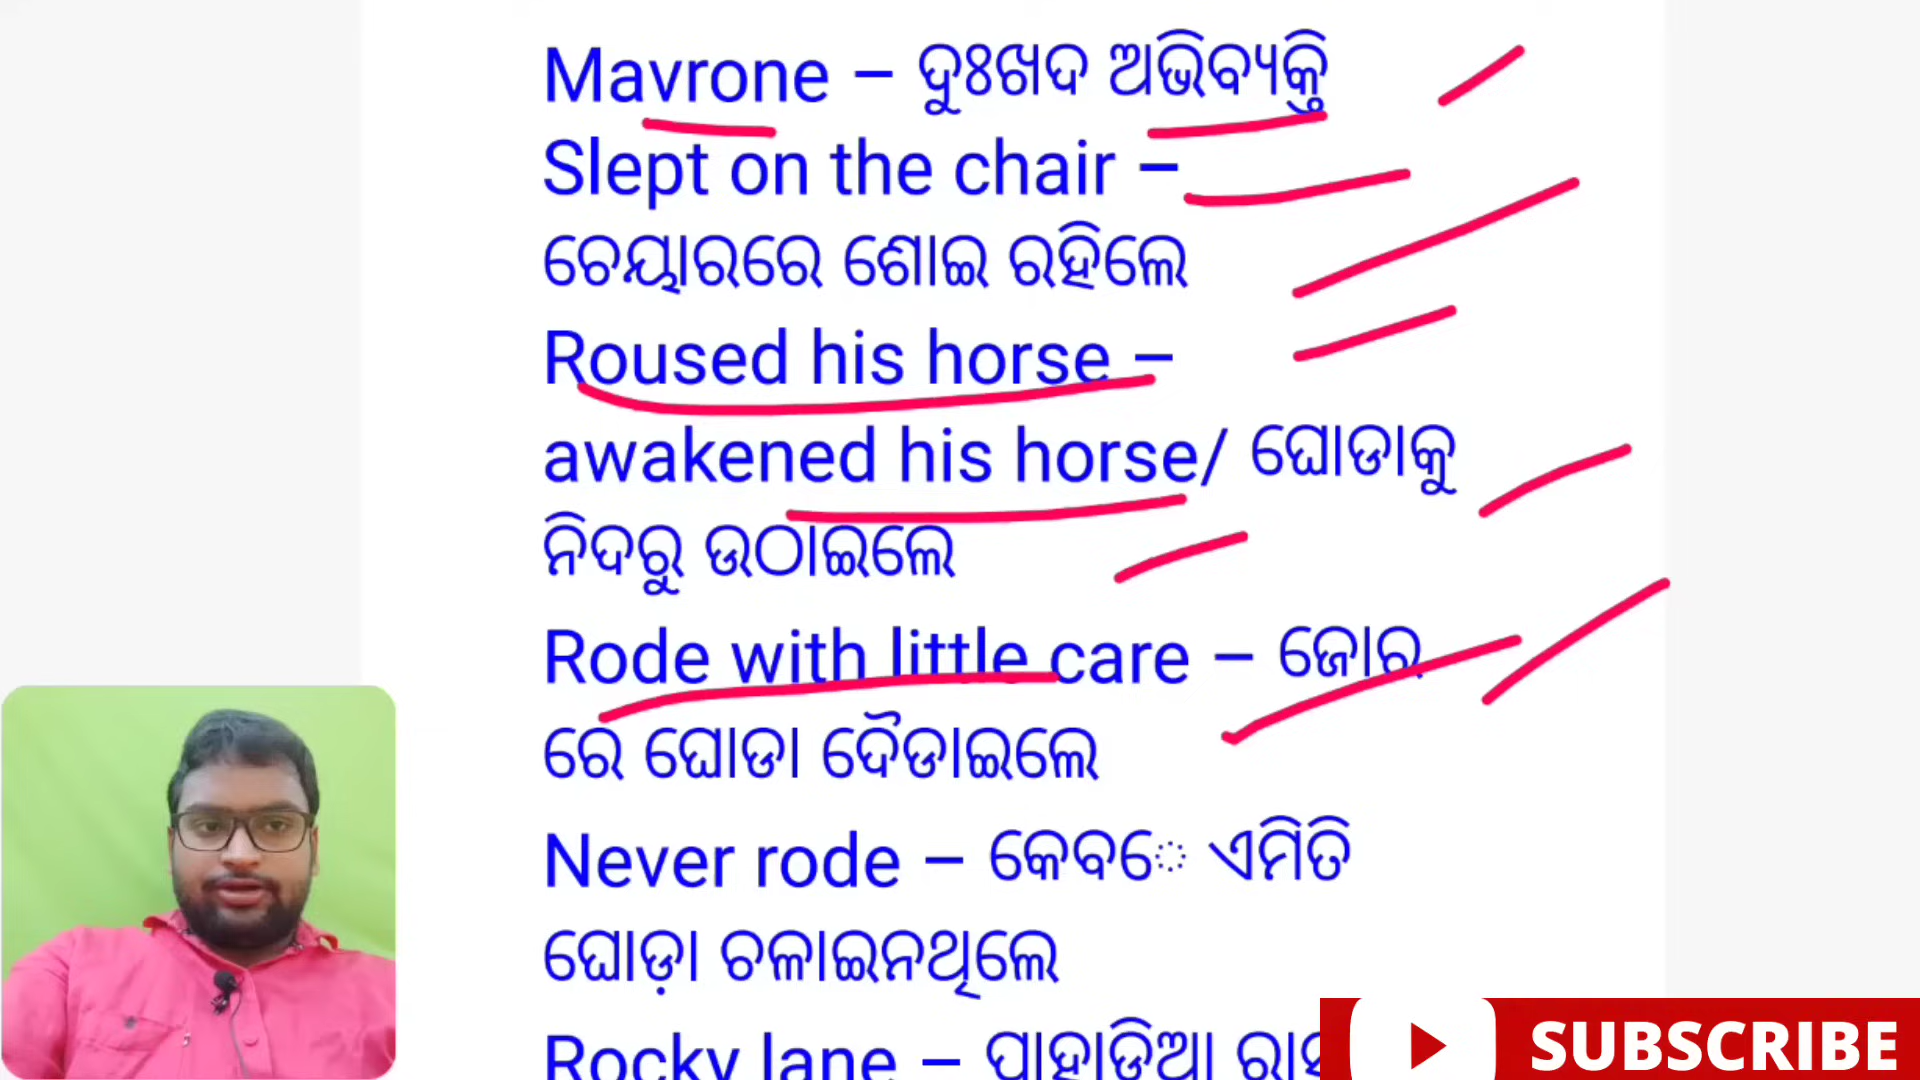 Mavrone – ଦୁଃଖଦ ଅଭିବ୍ୟକ୍ତି
Slept on the chair –
ଚେୟାରରେ ଶୋଇ ରହିଲେ
Roused his horse –
awakened his horse/ ଘୋଡାକୁ
ନିଦରୁ ଉଠାଇଲେ
Rode with little care – ଜୋର
ରେ ଘୋଡା ଦୈଡାଇଲେ
Never rode – କେବେେ ଏମିତି
ଘୋଡ଼ା ଚଳାଇନଥିଲେ
Rocky lane – ପାହାଡିଆ
SUBSCRIBE